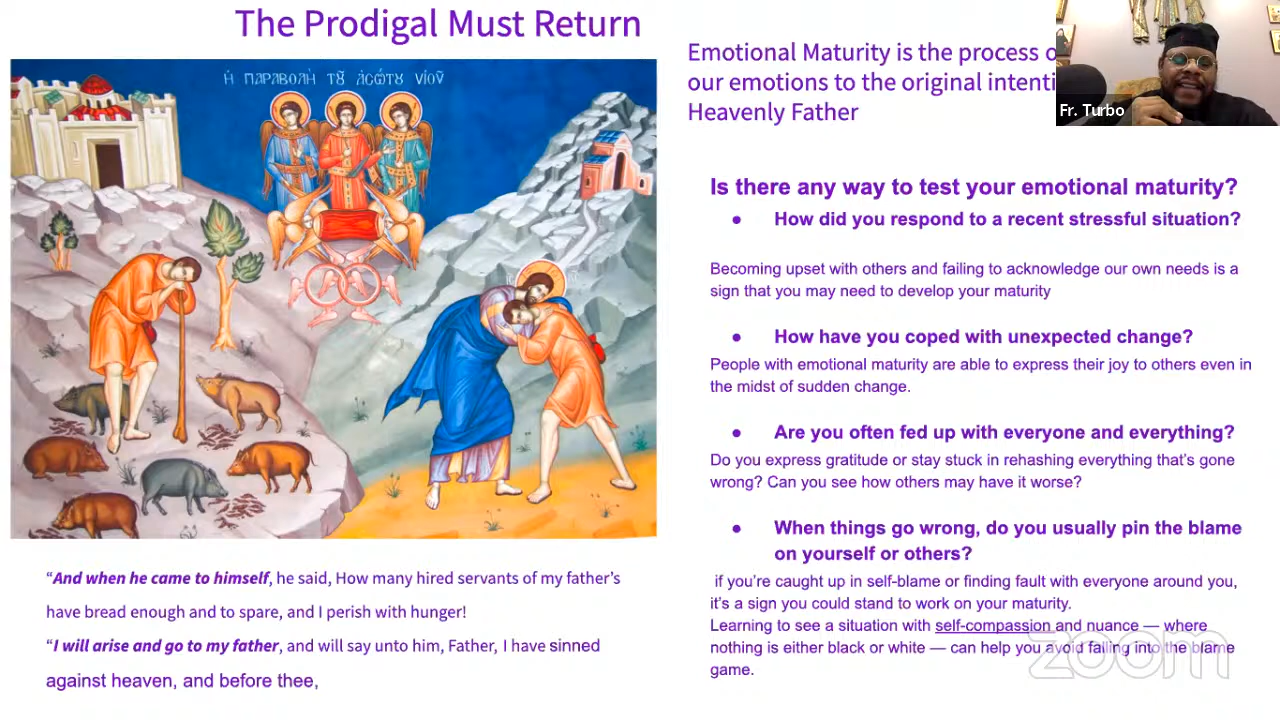 The Prodigal Must Return
Ἡ ΠΑΡΑΒΟΛῊ ΤΟΥ͂ ἈΣΏΤΟΥ ΥἹΟΥ͂
“And when he came to himself, he said, How many hired servants of my father’s
have bread enough and to spare, and I perish with hunger!
“I will arise and go to my father, and will say unto him, Father, I have sinned
against heaven, and before thee,
Emotional Maturity is the process
our emotions to the original
Heavenly Father
Fr. Turbo
Is there any way to test your emotional maturity?
● How did you respond to a recent stressful situation?
Becoming upset with others and failing to acknowledge our own needs is a
sign that you may need to develop your maturity
● How have you coped with unexpected change?
People with emotional maturity are able to express their joy to others even in
the midst of sudden change.
● Are you often fed up with everyone and everything?
Do you express gratitude or stay stuck in rehashing everything that’s gone
wrong? Can you see how others may have it worse?
● When things go wrong, do you usually pin the blame
on yourself or others?
if you’re caught up in self-blame or finding fault with everyone around you,
it’s a sign you could stand to work on your maturity.
Learning to see a situation with self-compassion and nuance — where
nothing is either black or white — can help you avoid falling into the blame
game.
zoom